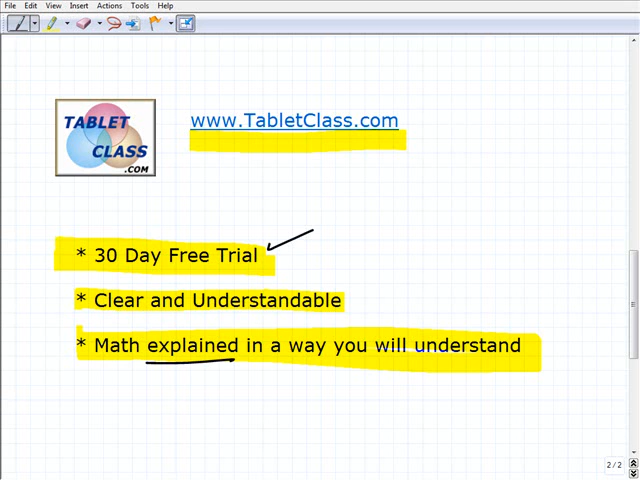 File Edit View Insert Actions Tools Help
TABLET
CLASS
.COM
www.TabletClass.com
* 30 Day Free Trial
* Clear and Understandable
* Math explained in a way you will understand
2 / 2